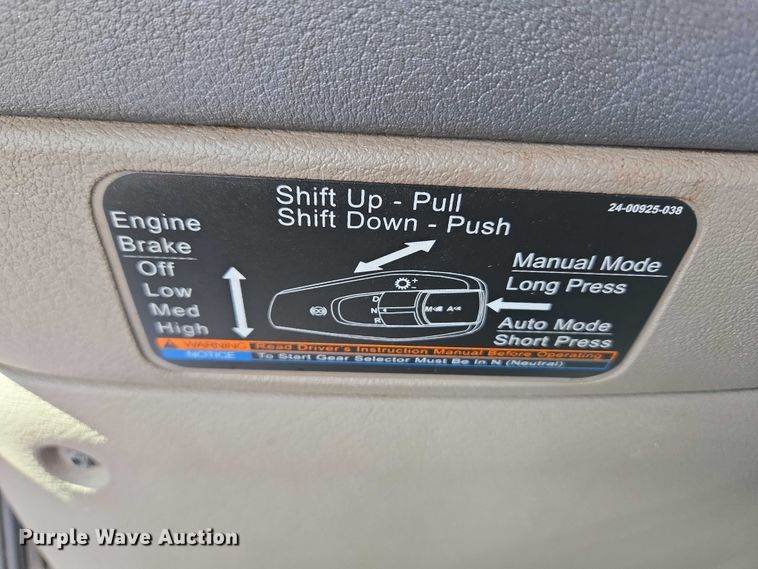 Shift Up - Pull
Shift Down - Push
24-00925-038
Engine
Brake
Off
Low
Med
High
Manual Mode
Long Press
Auto Mode
Short Press
D
N
R
M
A
+
-
WARNING Read Driver's Instruction Manual Before Operating
NOTICE To Start Gear Selector Must Be In N (Neutral)
Purple Wave Auction